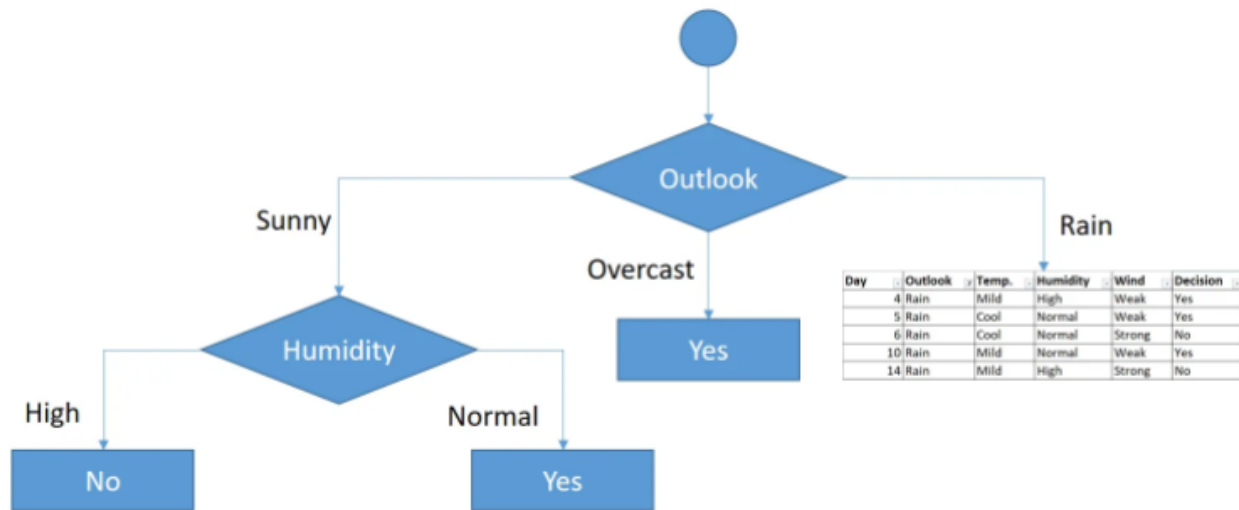 Outlook
Sunny
Rain
Overcast
Day Outlook Temp. Humidity Wind Decision
4 Rain Mild High Weak Yes
5 Rain Cool Normal Weak Yes
6 Rain Cool Normal Strong No
10 Rain Mild Normal Weak Yes
14 Rain Mild High Strong No
Humidity
Yes
High
Normal
No
Yes